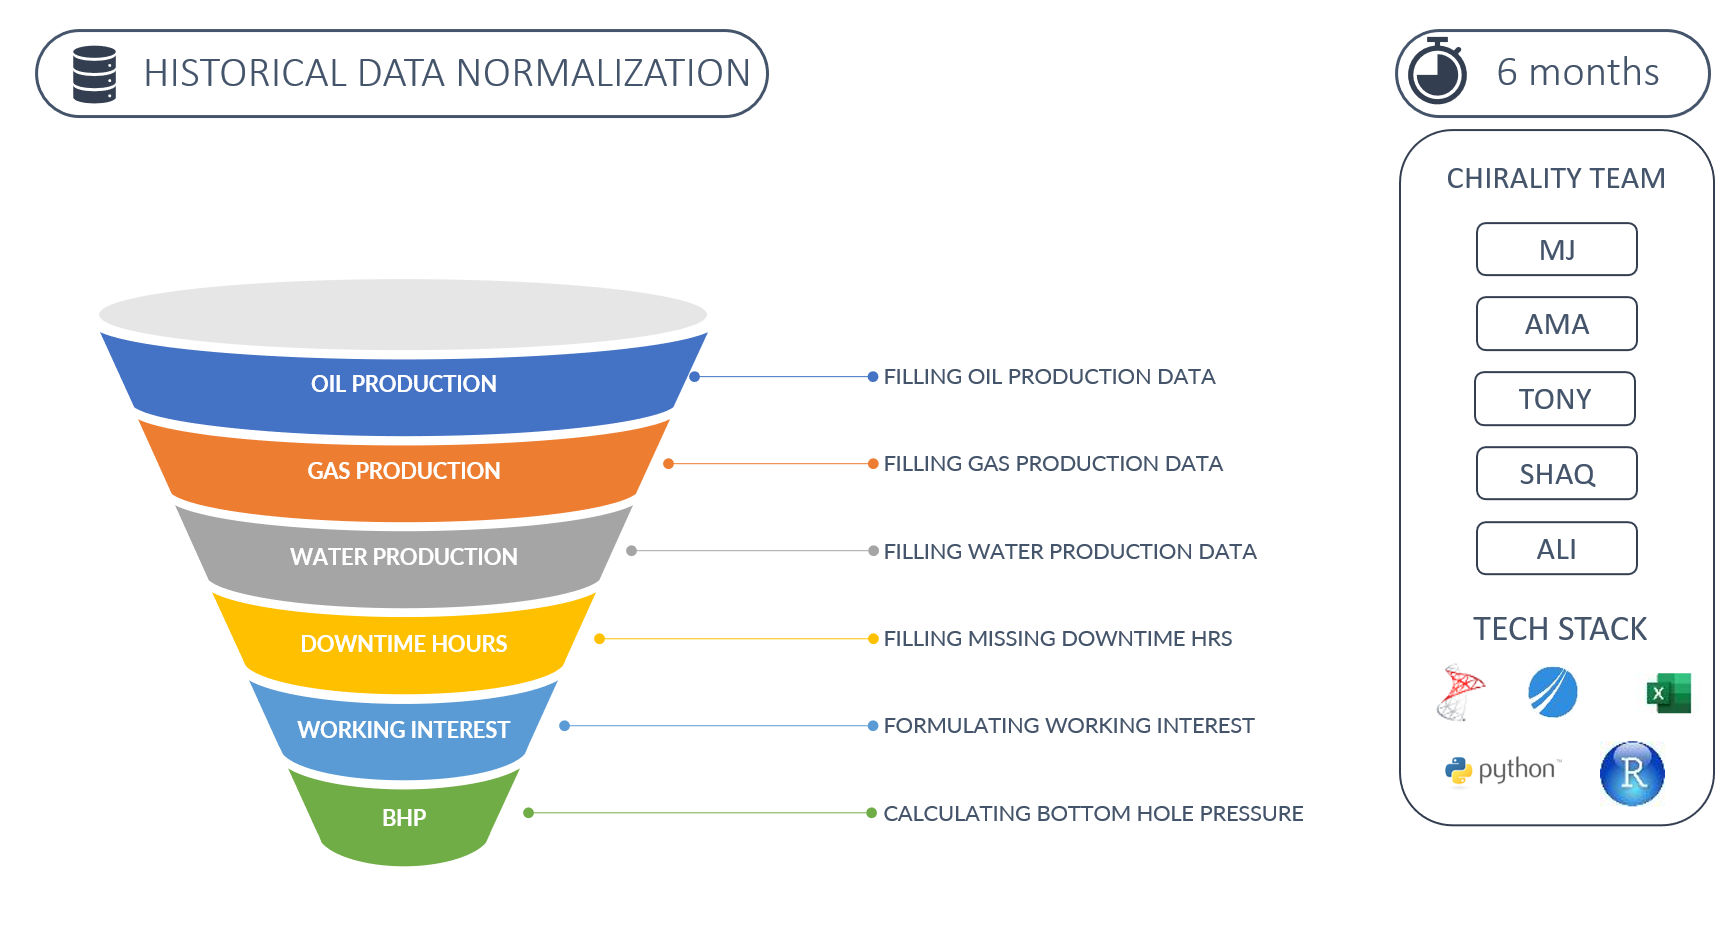 HISTORICAL DATA NORMALIZATION
6 months
OIL PRODUCTION
FILLING OIL PRODUCTION DATA
GAS PRODUCTION
FILLING GAS PRODUCTION DATA
WATER PRODUCTION
FILLING WATER PRODUCTION DATA
DOWNTIME HOURS
FILLING MISSING DOWNTIME HRS
WORKING INTEREST
FORMULATING WORKING INTEREST
BHP
CALCULATING BOTTOM HOLE PRESSURE
CHIRALITY TEAM
MJ
AMA
TONY
SHAQ
ALI
TECH STACK
X
python™
R